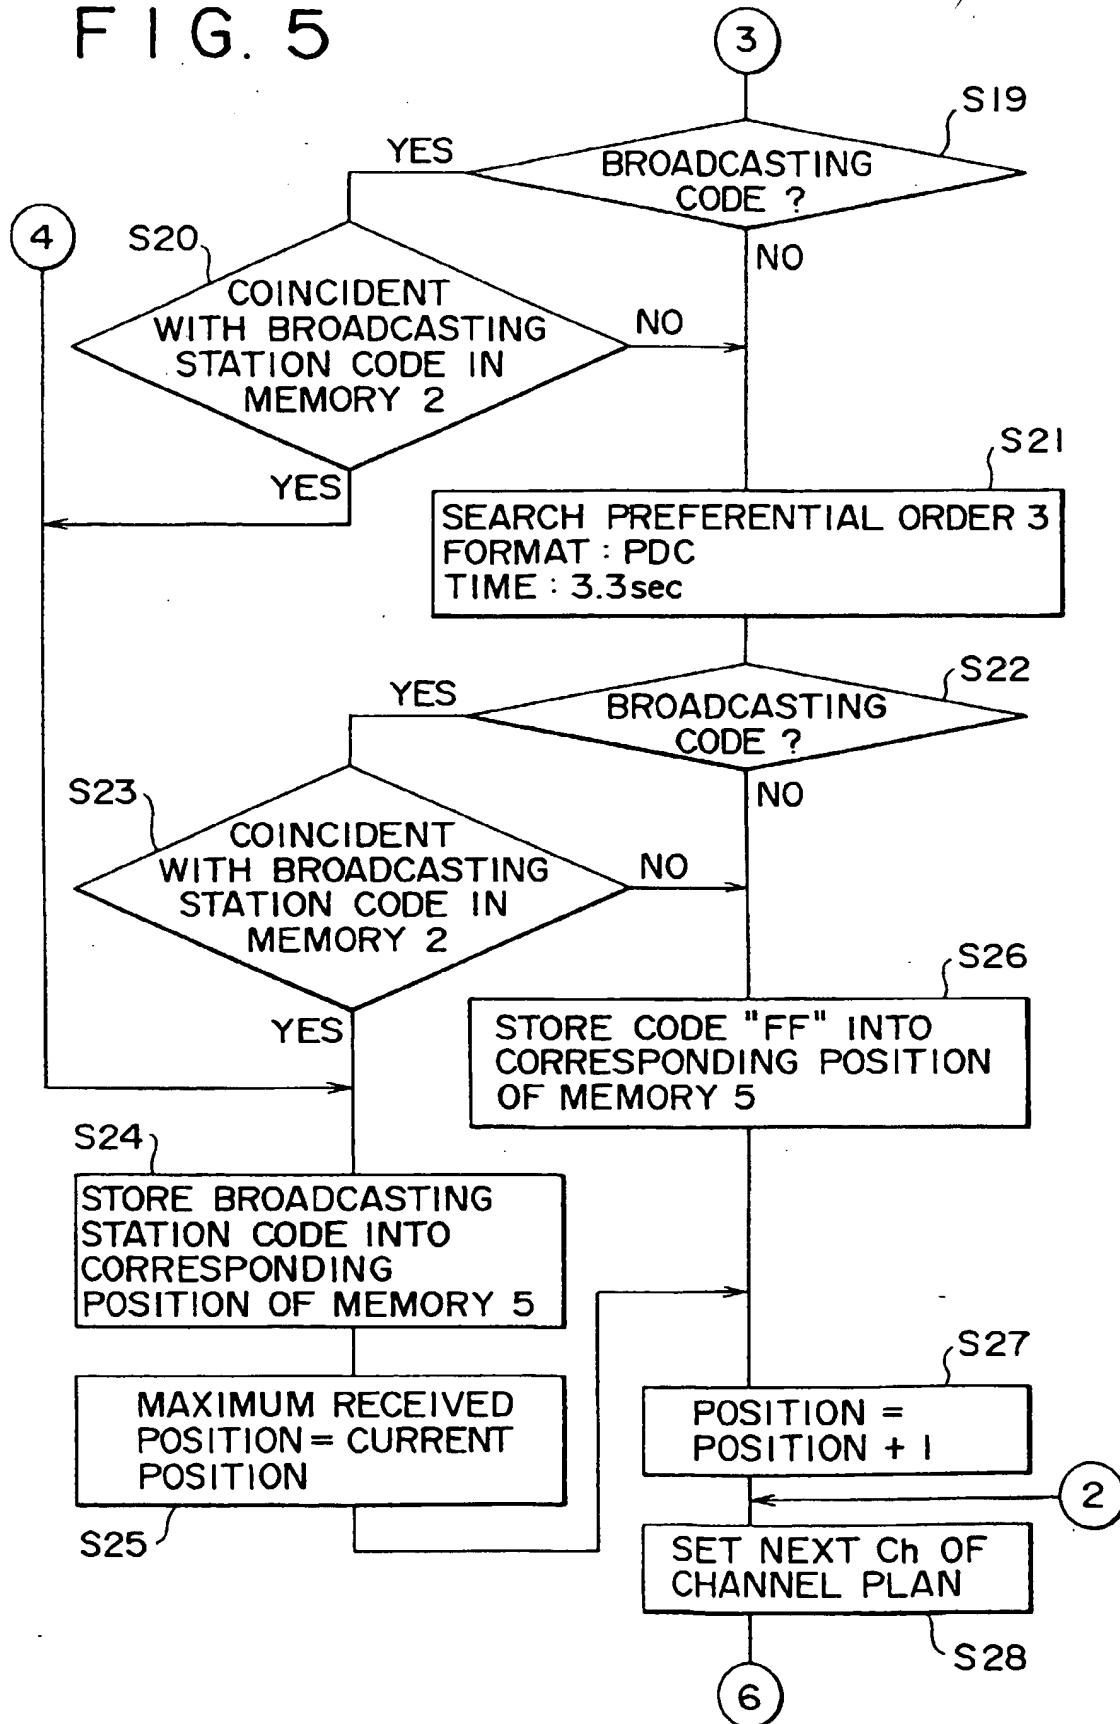 FIG. 5
3
S19
BROADCASTING
CODE ?
YES
NO
4
S20
COINCIDENT
WITH BROADCASTING
STATION CODE IN
MEMORY 2
NO
YES
S21
SEARCH PREFERENTIAL ORDER 3
FORMAT : PDC
TIME : 3.3sec
S22
BROADCASTING
CODE ?
YES
NO
S23
COINCIDENT
WITH BROADCASTING
STATION CODE IN
MEMORY 2
NO
YES
S26
STORE CODE "FF" INTO
CORRESPONDING POSITION
OF MEMORY 5
S24
STORE BROADCASTING
STATION CODE INTO
CORRESPONDING
POSITION OF MEMORY 5
MAXIMUM RECEIVED
POSITION = CURRENT
POSITION
S25
S27
POSITION =
POSITION + 1
2
SET NEXT Ch OF
CHANNEL PLAN
S28
6